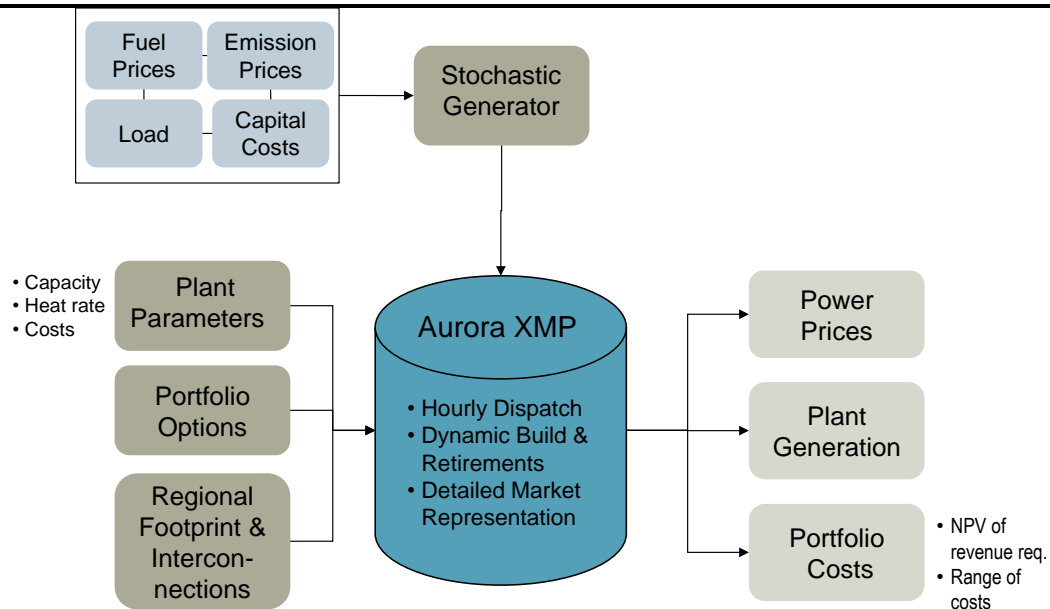 Fuel
Prices
Emission
Prices
Load
Capital
Costs
Stochastic
Generator
• Capacity
• Heat rate
• Costs
Plant
Parameters
Portfolio
Options
Regional
Footprint &
Intercon-
nections
Aurora XMP
• Hourly Dispatch
• Dynamic Build &
Retirements
• Detailed Market
Representation
Power
Prices
Plant
Generation
Portfolio
Costs
• NPV of
revenue req.
• Range of
costs